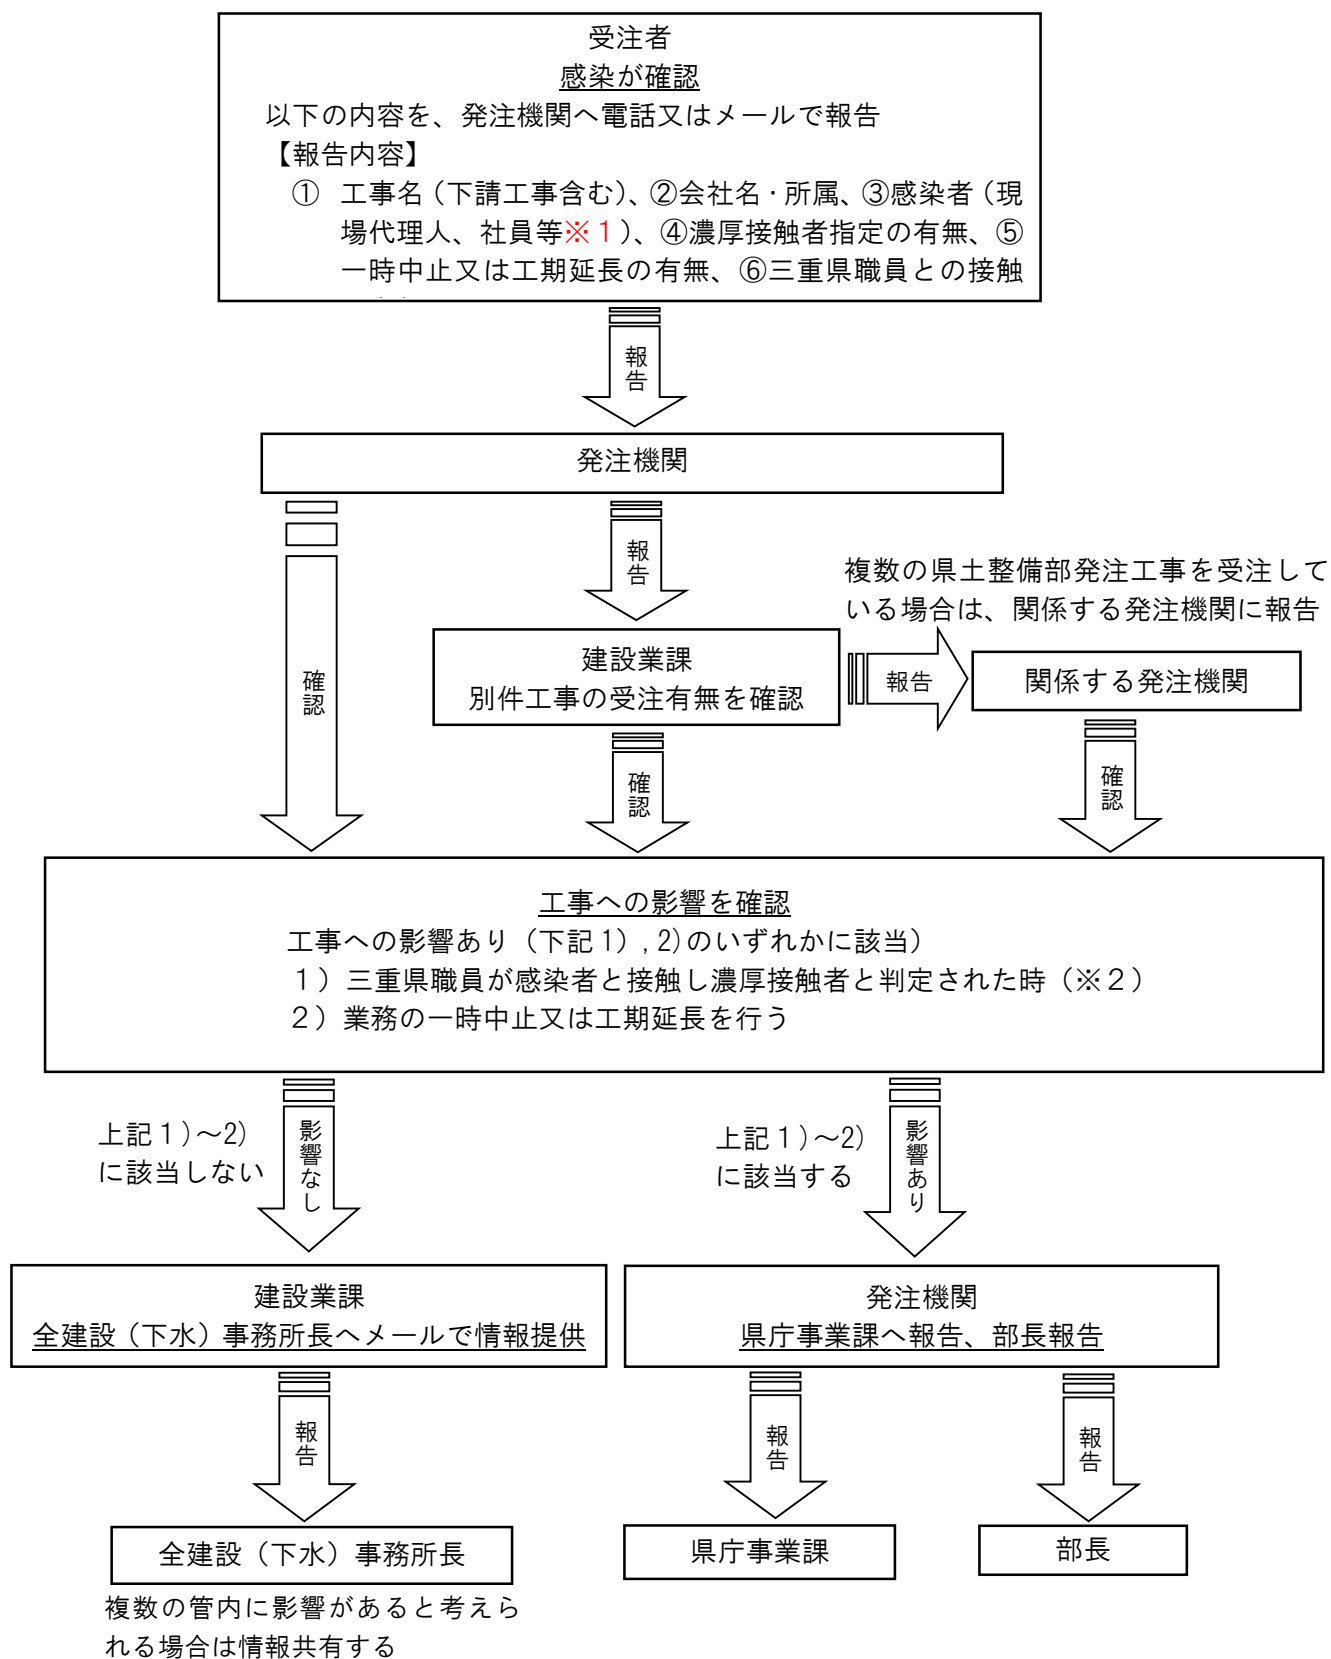 受注者
感染が確認
以下の内容を、発注機関へ電話又はメールで報告
【報告内容】
① 工事名（下請工事含む）、②会社名・所属、③感染者（現
場代理人、社員等※１）、④濃厚接触者指定の有無、⑤
一時中止又は工期延長の有無、⑥三重県職員との接触
報告
発注機関
確認
報告
複数の県土整備部発注工事を受注して
いる場合は、関係する発注機関に報告
建設業課
別件工事の受注有無を確認
報告
関係する発注機関
確認
確認
工事への影響を確認
工事への影響あり（下記1）,2)のいずれかに該当）
１）三重県職員が感染者と接触し濃厚接触者と判定された時（※２）
２）業務の一時中止又は工期延長を行う
上記１)～2)
に該当しない
影響なし
上記１)～2)
に該当する
影響あり
建設業課
全建設（下水）事務所長へメールで情報提供
発注機関
県庁事業課へ報告、部長報告
報告
報告
報告
全建設（下水）事務所長
県庁事業課
部長
複数の管内に影響があると考えら
れる場合は情報共有する